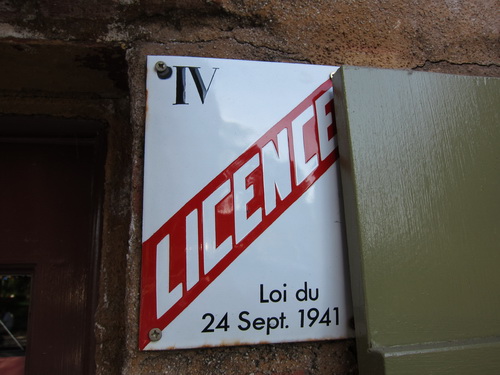 IV
LICENCE
Loi du
24 Sept. 1941